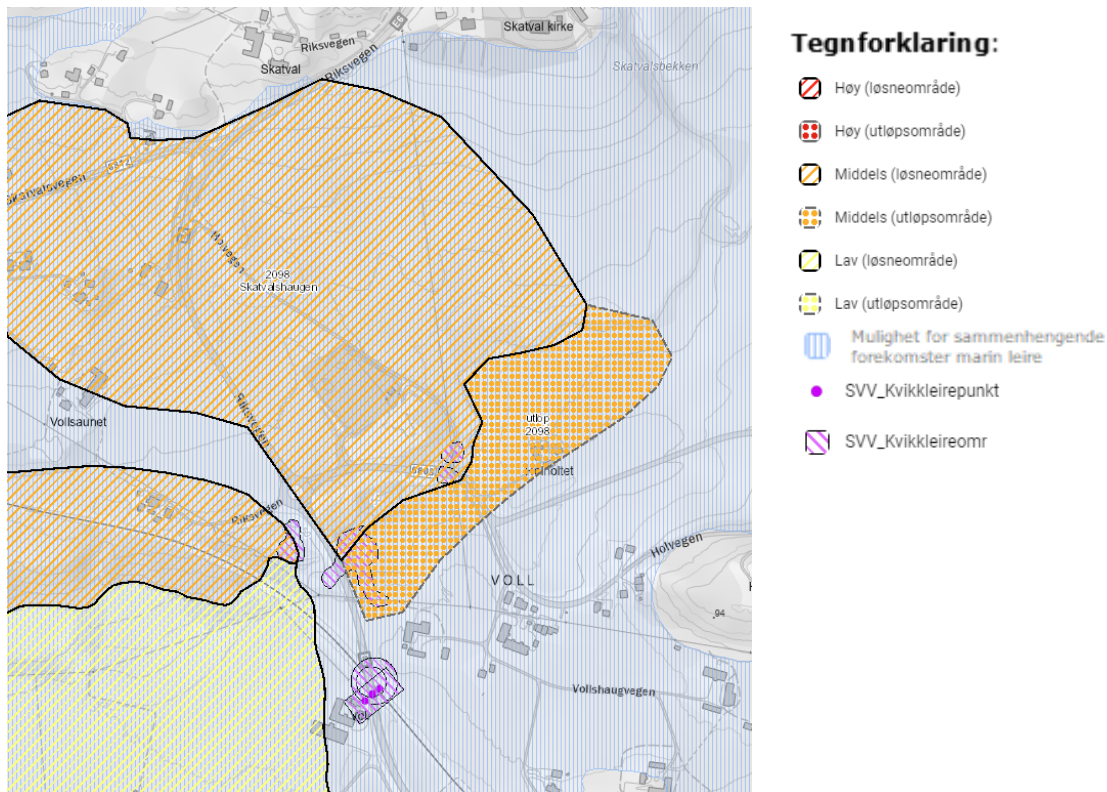 Skatval kirke
E6
Riksvegen
Skatval
Riksvegen
Skatvalsbekken
Holvegen
2098
Skatvalshaugen
Vollsaunet
Riksvegen
utløp
2098
Riksvegen
Holvegen
VOLL
94
Vollshaugvegen
Tegnforklaring:
Høy (løsneområde)
Høy (utløpsområde)
Middels (løsneområde)
Middels (utløpsområde)
Lav (løsneområde)
Lav (utløpsområde)
Mulighet for sammenhengende
forekomster marin leire
SVV_Kvikkleirepunkt
SVV_Kvikkleireomr